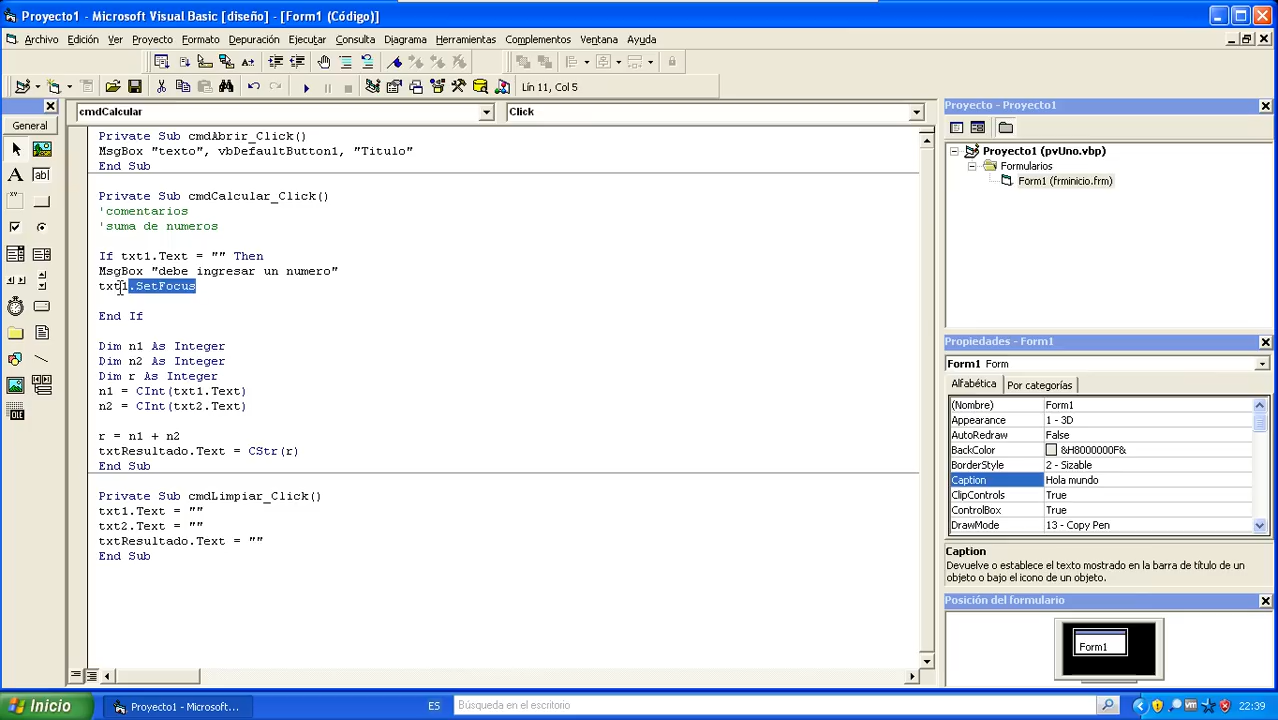 Proyecto1 - Microsoft Visual Basic [diseño] - [Form1 (Código)]
Archivo Edición Ver Proyecto Formato Depuración Ejecutar Consulta Diagrama Herramientas Complementos Ventana Ayuda
Lín 11, Col 5
General
cmdCalcular
Click
Private Sub cmdAbrir_Click()
MsgBox "texto", vbDefaultButton1, "Titulo"
End Sub
Private Sub cmdCalcular_Click()
'comentarios
'suma de numeros
If txt1.Text = "" Then
MsgBox "debe ingresar un numero"
txt1.SetFocus
End If
Dim n1 As Integer
Dim n2 As Integer
Dim r As Integer
n1 = CInt(txt1.Text)
n2 = CInt(txt2.Text)
r = n1 + n2
txtResultado.Text = CStr(r)
End Sub
Private Sub cmdLimpiar_Click()
txt1.Text = ""
txt2.Text = ""
txtResultado.Text = ""
End Sub
Proyecto - Proyecto1
Proyecto1 (pvUno.vbp)
Formularios
Form1 (frminicio.frm)
Propiedades - Form1
Form1 Form
Alfabética Por categorías
(Nombre) Form1
Appearance 1 - 3D
AutoRedraw False
BackColor &H8000000F&
BorderStyle 2 - Sizable
Caption Hola mundo
ClipControls True
ControlBox True
DrawMode 13 - Copy Pen
Caption
Devuelve o establece el texto mostrado en la barra de título de un
objeto o bajo el icono de un objeto.
Posición del formulario
Form1
Inicio
Proyecto1 - Microsoft...
ES
Búsqueda en el escritorio
22:39